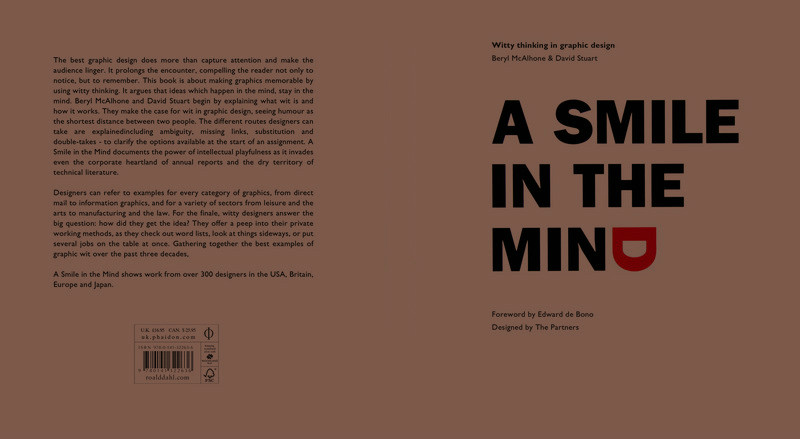 The best graphic design does more than capture attention and make the
audience linger. It prolongs the encounter, compelling the reader not only to
notice, but to remember. This book is about making graphics memorable by
using witty thinking. It argues that ideas which happen in the mind, stay in the
mind. Beryl McAlhone and David Stuart begin by explaining what wit is and
how it works. They make the case for wit in graphic design, seeing humour as
the shortest distance between two people. The different routes designers can
take are explainedincluding ambiguity, missing links, substitution and
double-takes - to clarify the options available at the start of an assignment. A
Smile in the Mind documents the power of intellectual playfulness as it invades
even the corporate heartland of annual reports and the dry territory of
technical literature.
Designers can refer to examples for every category of graphics, from direct
mail to information graphics, and for a variety of sectors from leisure and the
arts to manufacturing and the law. For the finale, witty designers answer the
big question: how did they get the idea? They offer a peep into their private
working methods, as they check out word lists, look at things sideways, or put
several jobs on the table at once. Gathering together the best examples of
graphic wit over the past three decades,
A Smile in the Mind shows work from over 300 designers in the USA, Britain,
Europe and Japan.
uk.phaidon.com
roalddahl.com
FSC
Witty thinking in graphic design
Beryl McAlhone & David Stuart
A SMILE
IN THE
MIND
Foreword by Edward de Bono
Designed by The Partners